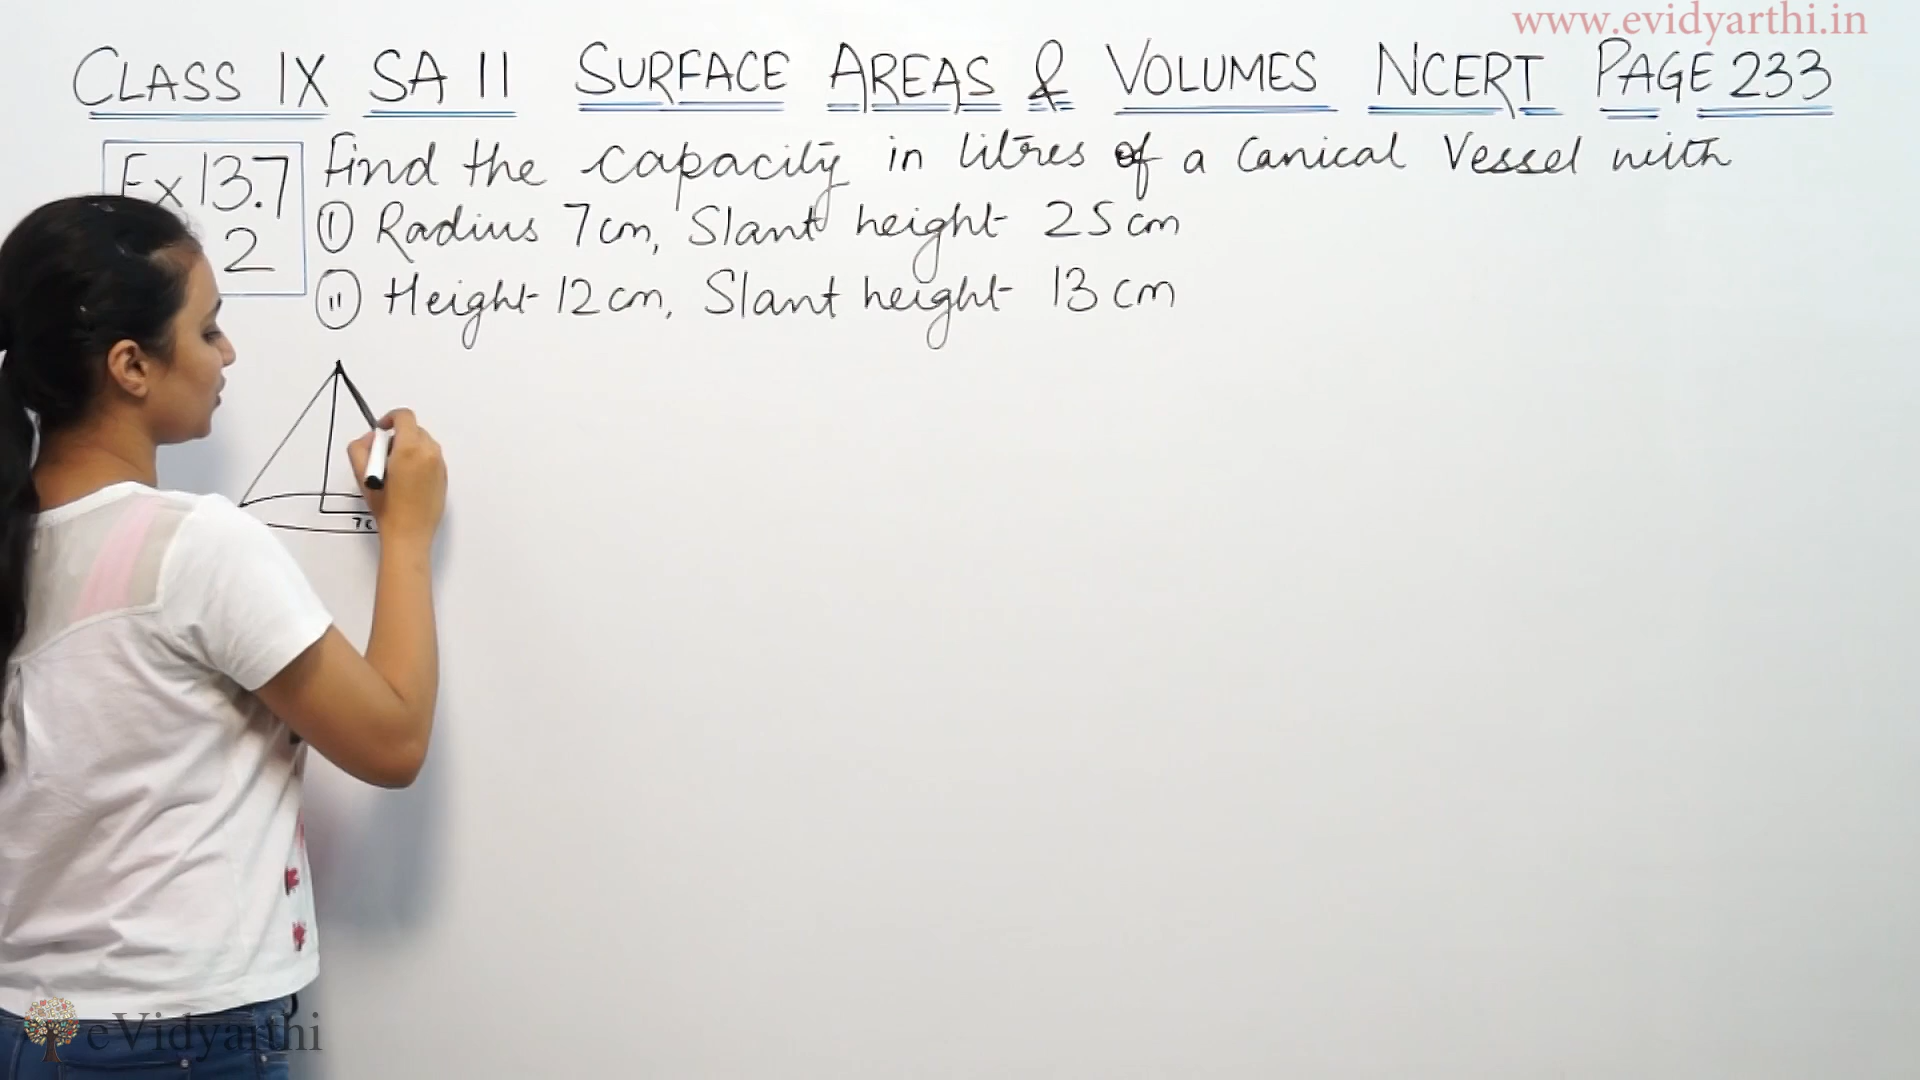 www.evidyarthi.in
CLASS IX SA II SURFACE AREAS & VOLUMES NCERT PAGE 233
Ex 13.7
2
Find the capacity in litres of a Canical Vessel with
(I) Radius 7cm, Slant height 25 cm
(II) Height 12 cm, Slant height 13 cm
7c
eVidyarthi